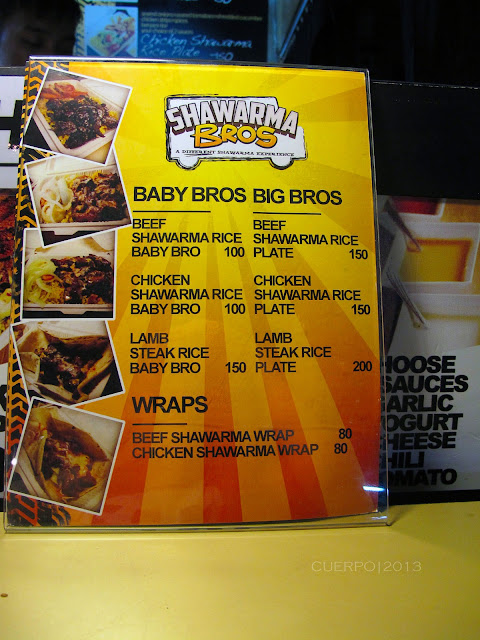 Chicken Shawarma
Rice Plate
SHAWARMA
BROS
A DIFFERENT SHAWARMA EXPERIENCE
BABY BROS BIG BROS
BEEF
SHAWARMA RICE
BABY BRO 100
BEEF
SHAWARMA RICE
PLATE 150
CHICKEN
SHAWARMA RICE
BABY BRO 100
CHICKEN
SHAWARMA RICE
PLATE 150
LAMB
STEAK RICE
BABY BRO 150
LAMB
STEAK RICE
PLATE 200
WRAPS
BEEF SHAWARMA WRAP 80
CHICKEN SHAWARMA WRAP 80
HOOSE
SAUCES
ARLIC
OGURT
HEESE
HILI
OMATO
CUERPO|2013